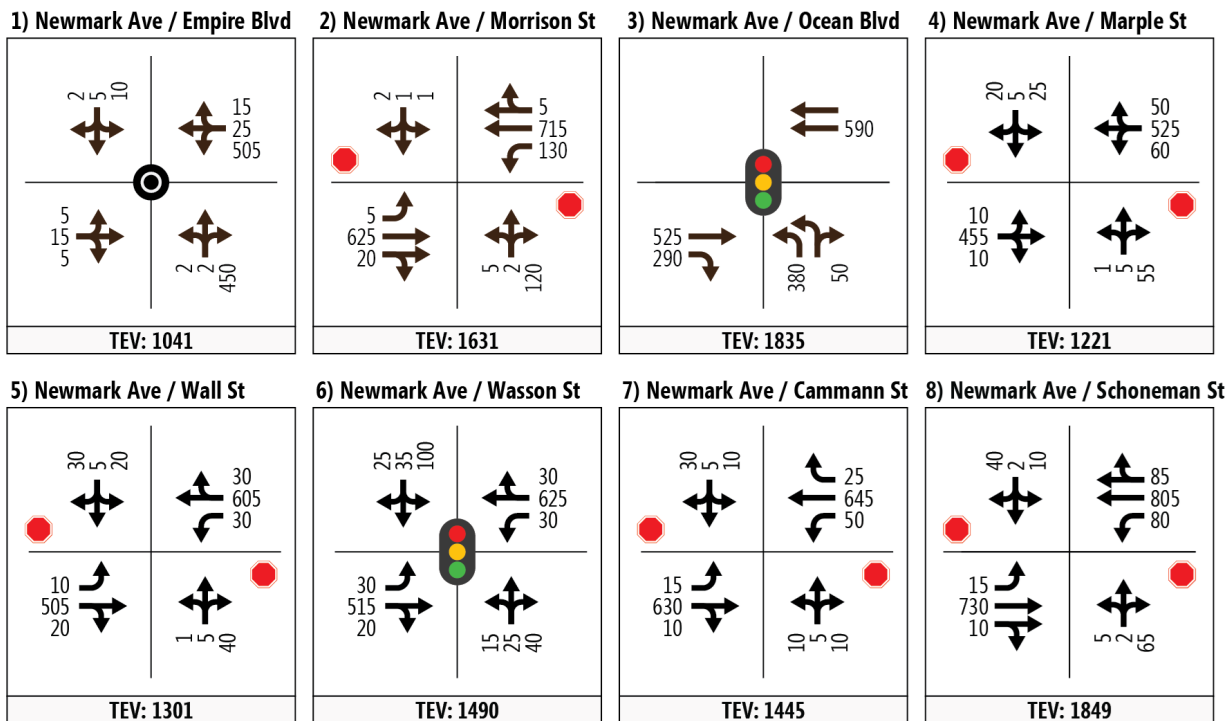 1) Newmark Ave / Empire Blvd
2 5 10
15
25
505
5
15
5
2 2 450
TEV: 1041
2) Newmark Ave / Morrison St
2 1 1
5
715
130
5
625
20
5 2 120
TEV: 1631
3) Newmark Ave / Ocean Blvd
590
525
290
380 50
TEV: 1835
4) Newmark Ave / Marple St
20 5 25
50
525
60
10
455
10
1 5 55
TEV: 1221
5) Newmark Ave / Wall St
30 5 20
30
605
30
10
505
20
1 5 40
TEV: 1301
6) Newmark Ave / Wasson St
25 35 100
30
625
30
30
515
20
15 25 40
TEV: 1490
7) Newmark Ave / Cammann St
30 5 10
25
645
50
15
630
10
10 5 10
TEV: 1445
8) Newmark Ave / Schoneman St
40 2 10
85
805
80
15
730
10
5 2 65
TEV: 1849